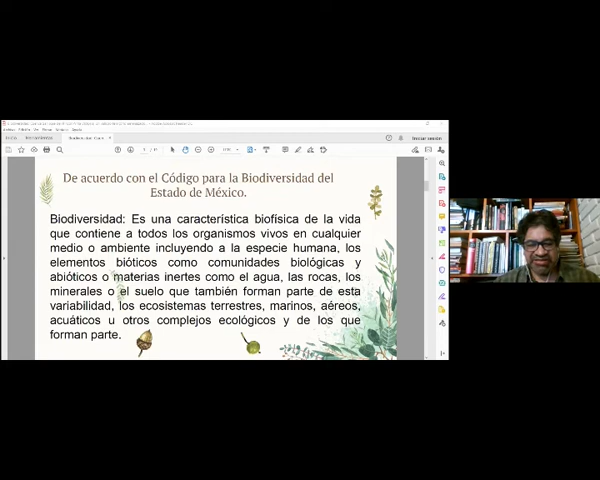 De acuerdo con el Código para la Biodiversidad del
Estado de México.
Biodiversidad: Es una característica biofísica de la vida
que contiene a todos los organismos vivos en cualquier
medio o ambiente incluyendo a la especie humana, los
elementos bióticos como comunidades biológicas y
abióticos o materias inertes como el agua, las rocas, los
minerales o el suelo que también forman parte de esta
variabilidad, los ecosistemas terrestres, marinos, aéreos,
acuáticos u otros complejos ecológicos y de los que
forman parte.